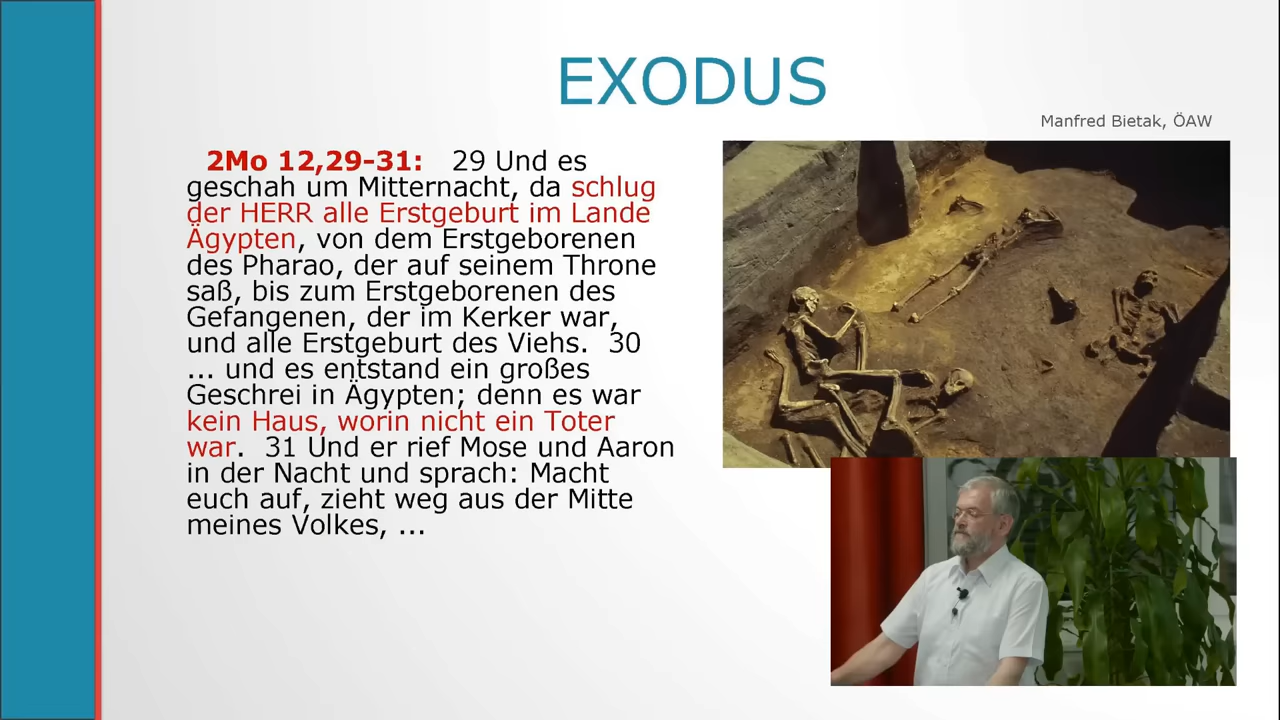 EXODUS
Manfred Bietak, ÖAW
2Mo 12,29-31: 29 Und es
geschah um Mitternacht, da schlug
der HERR alle Erstgeburt im Lande
Ägypten, von dem Erstgeborenen
des Pharao, der auf seinem Throne
saß, bis zum Erstgeborenen des
Gefangenen, der im Kerker war,
und alle Erstgeburt des Viehs. 30
... und es entstand ein großes
Geschrei in Ägypten; denn es war
kein Haus, worin nicht ein Toter
war. 31 Und er rief Mose und Aaron
in der Nacht und sprach: Macht
euch auf, zieht weg aus der Mitte
meines Volkes, ...